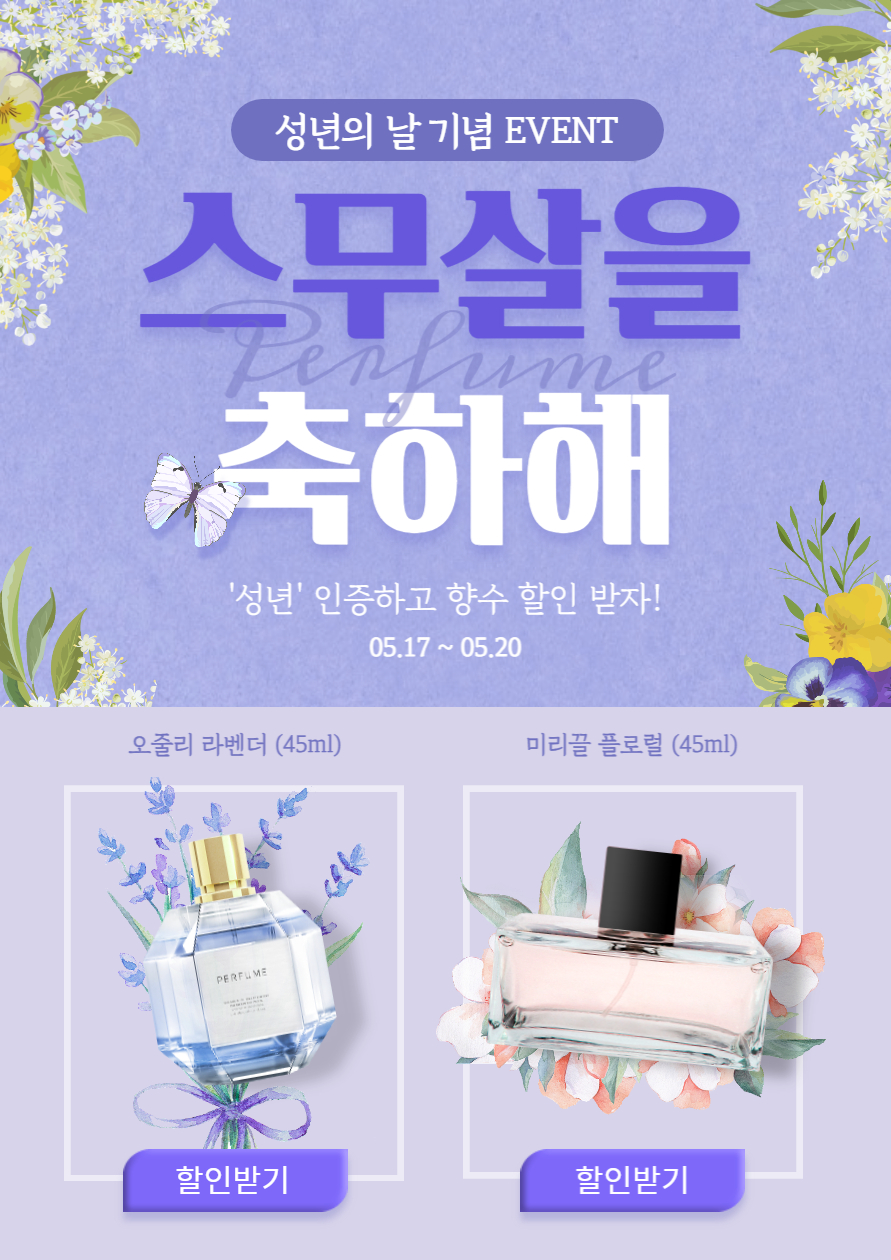 성년의 날 기념 EVENT
스무살을
Perfume
축하해
'성년' 인증하고 향수 할인 받자!
05.17 ~ 05.20
오줄리 라벤더 (45ml)
미리끌 플로럴 (45ml)
PERFUME
할인받기
할인받기